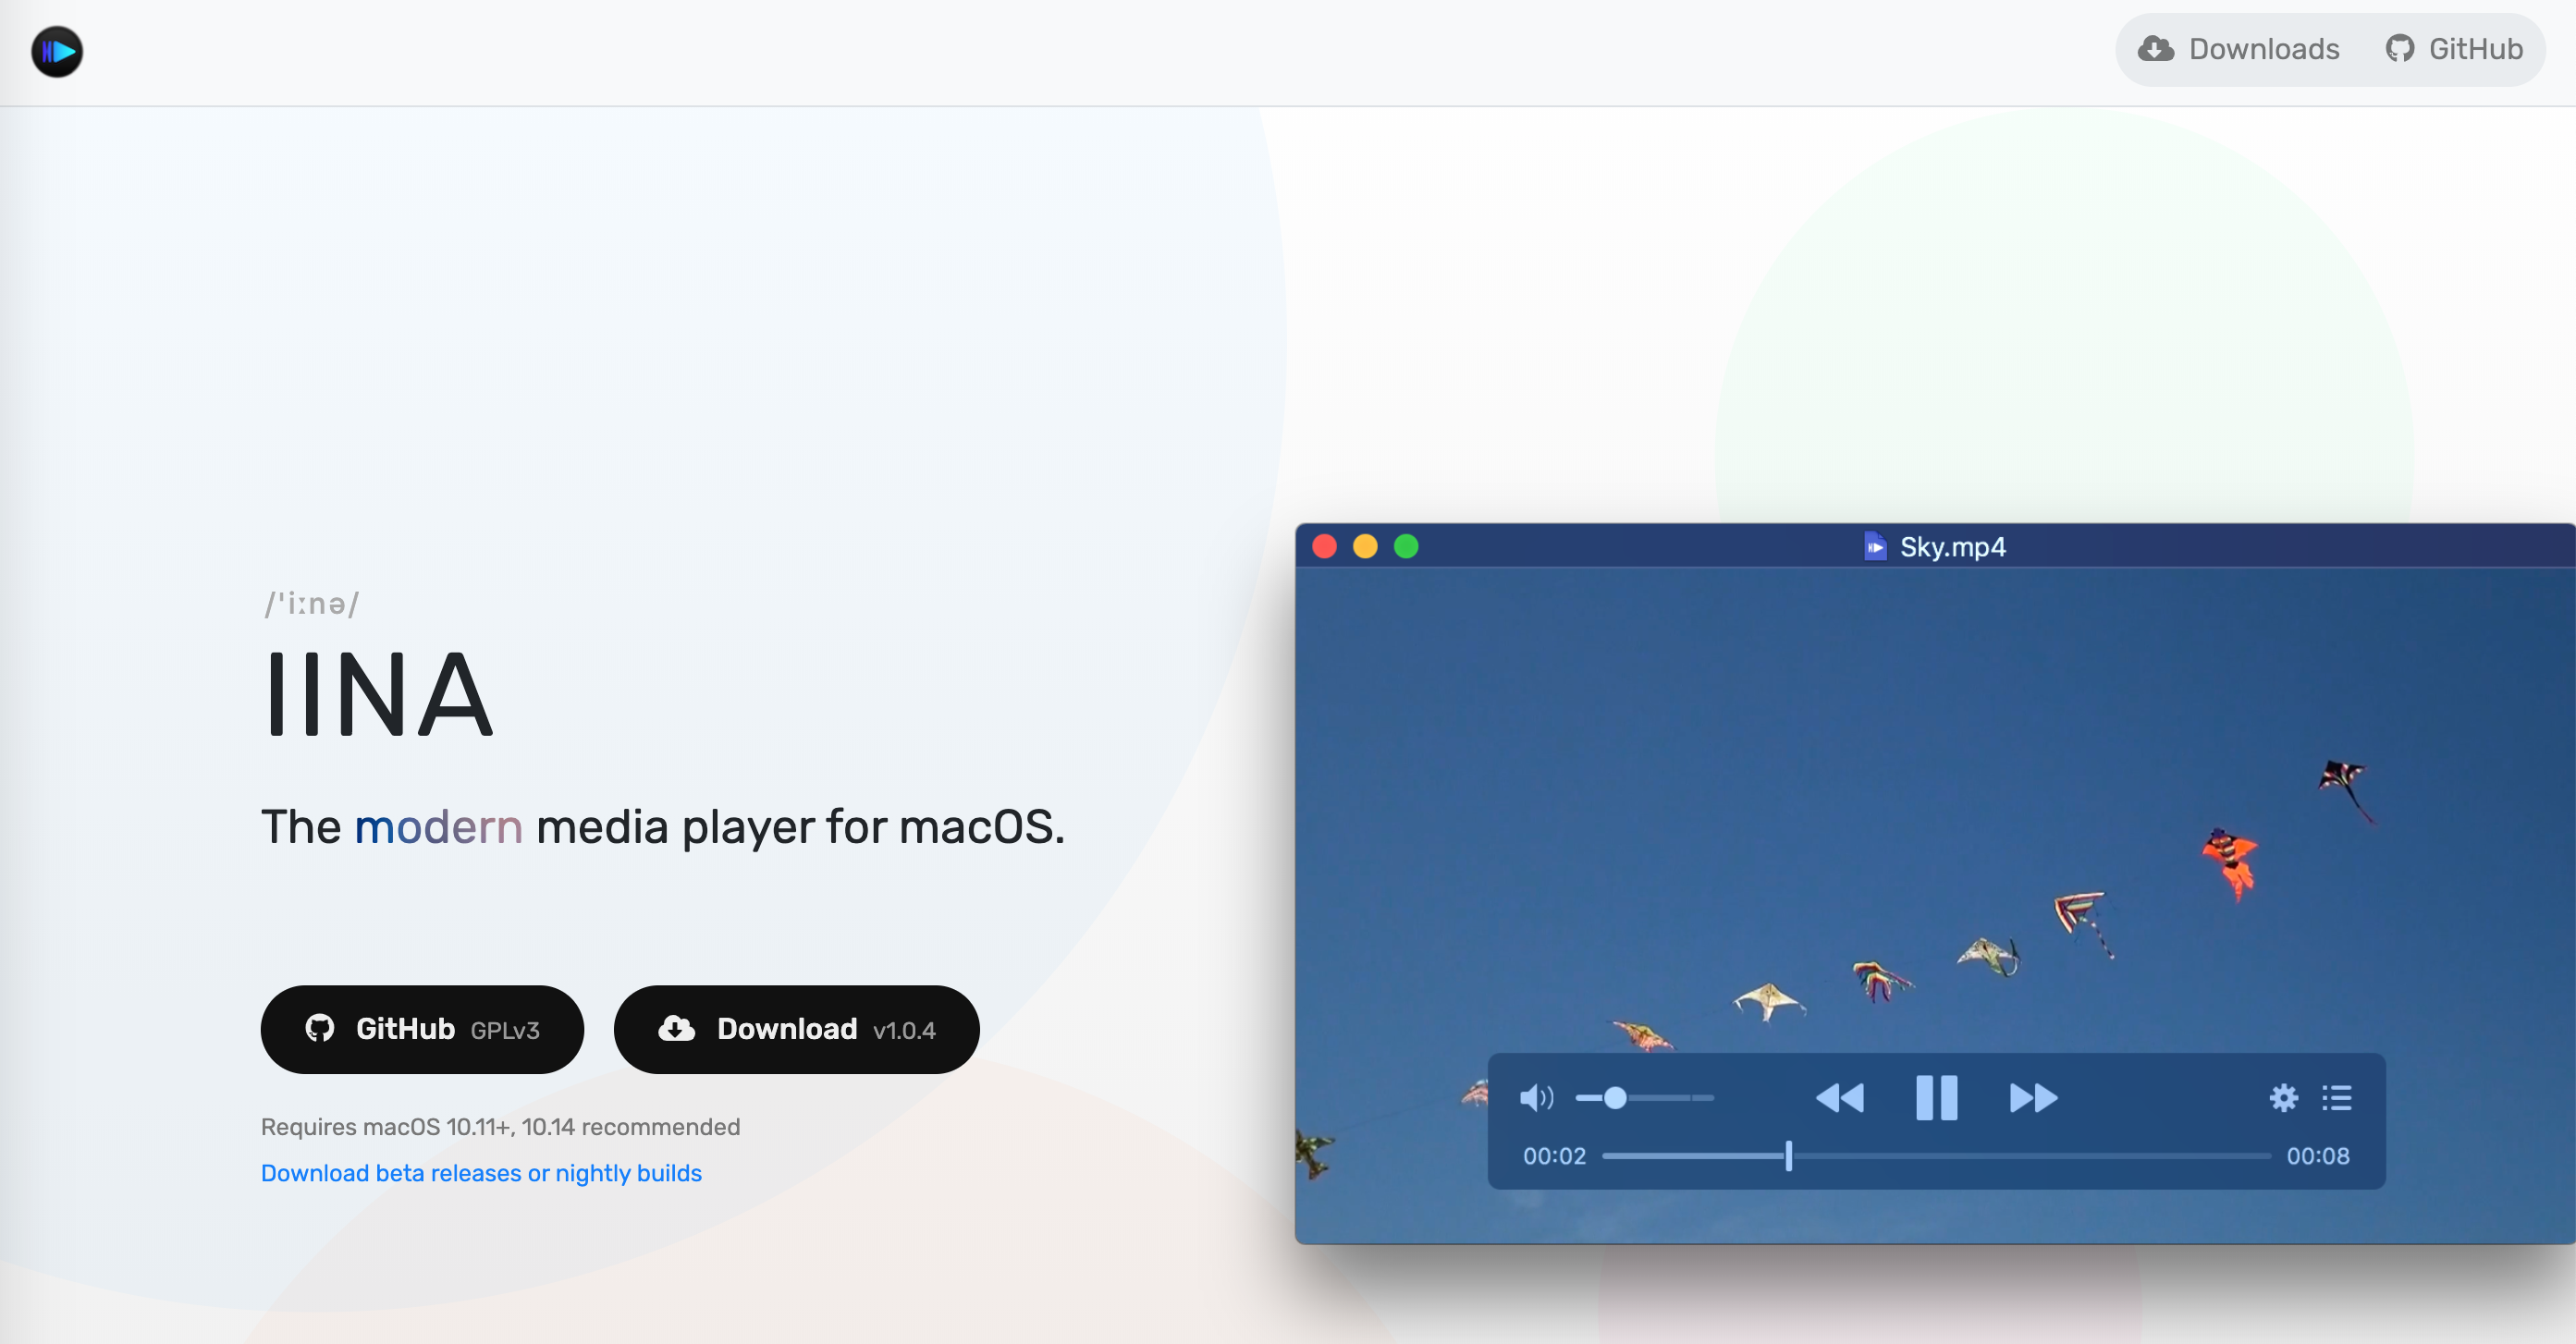 Downloads
GitHub
Sky.mp4
/ˈiːnə/
IINA
The modern media player for macOS.
GitHub GPLv3
Download v1.0.4
Requires macOS 10.11+, 10.14 recommended
Download beta releases or nightly builds
00:02
00:08